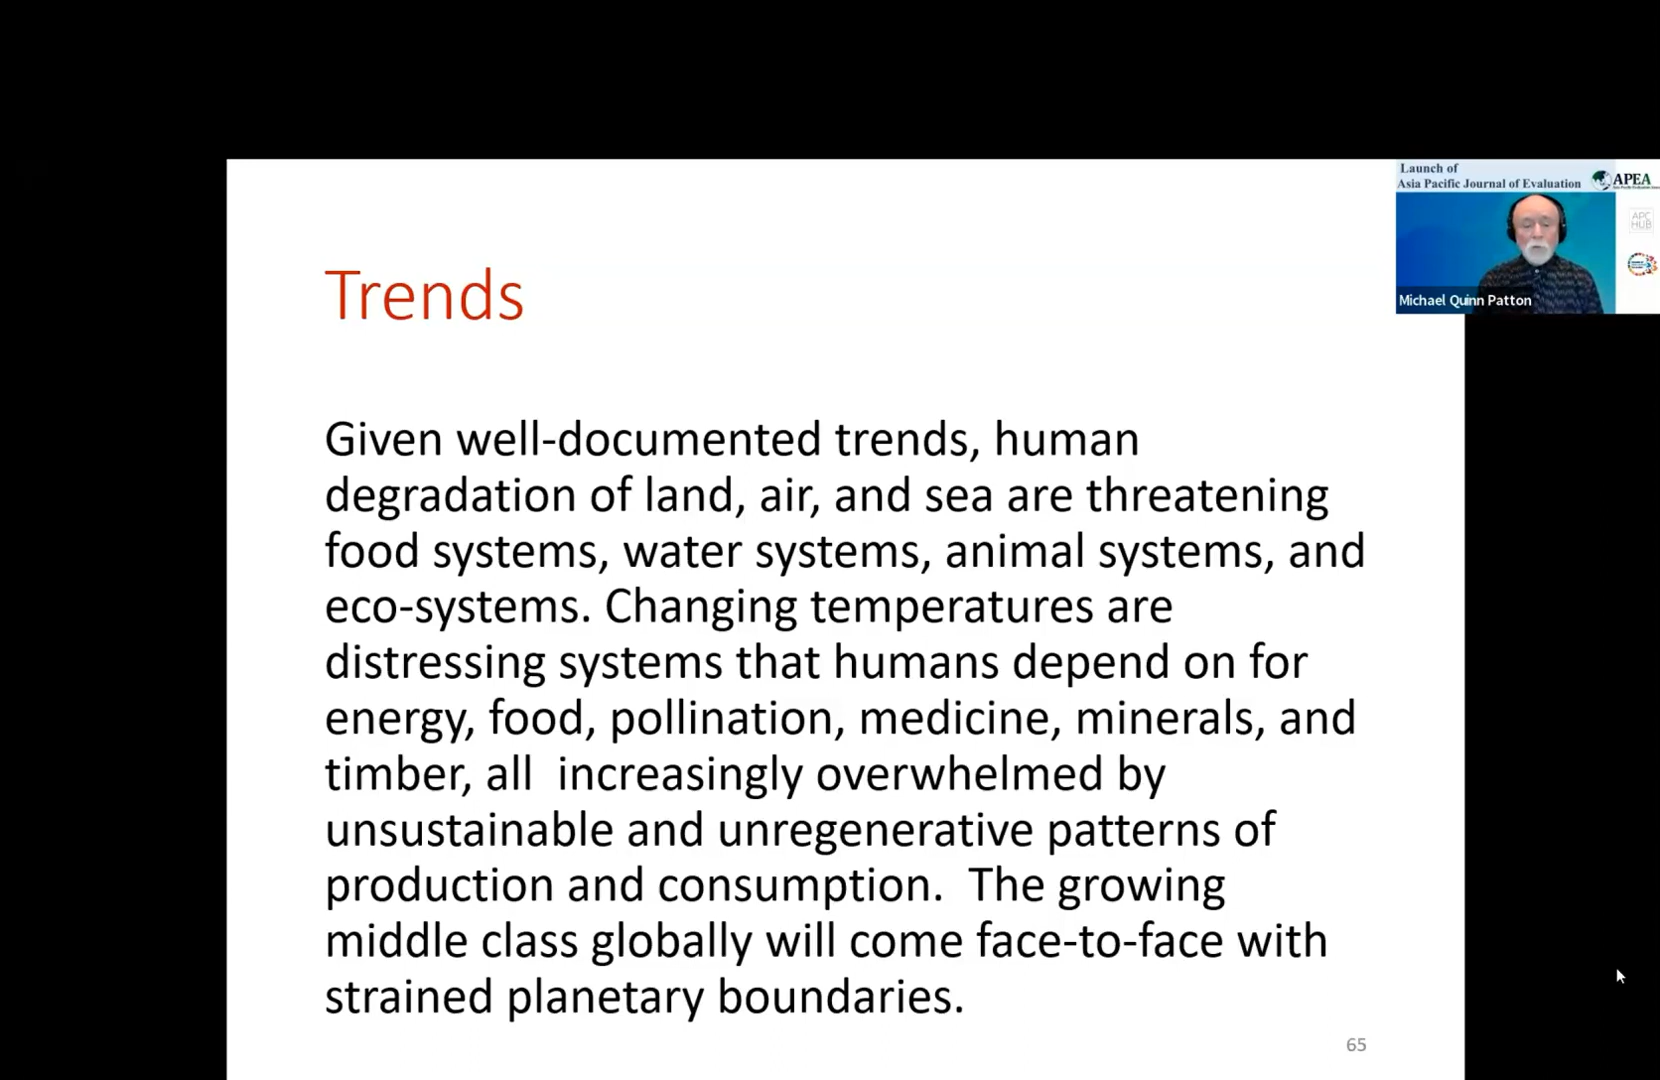 Launch of
Asia Pacific Journal of Evaluation
APEA
APC
HUB
Michael Quinn Patton
Trends
Given well-documented trends, human
degradation of land, air, and sea are threatening
food systems, water systems, animal systems, and
eco-systems. Changing temperatures are
distressing systems that humans depend on for
energy, food, pollination, medicine, minerals, and
timber, all  increasingly overwhelmed by
unsustainable and unregenerative patterns of
production and consumption.  The growing
middle class globally will come face-to-face with
strained planetary boundaries.
65